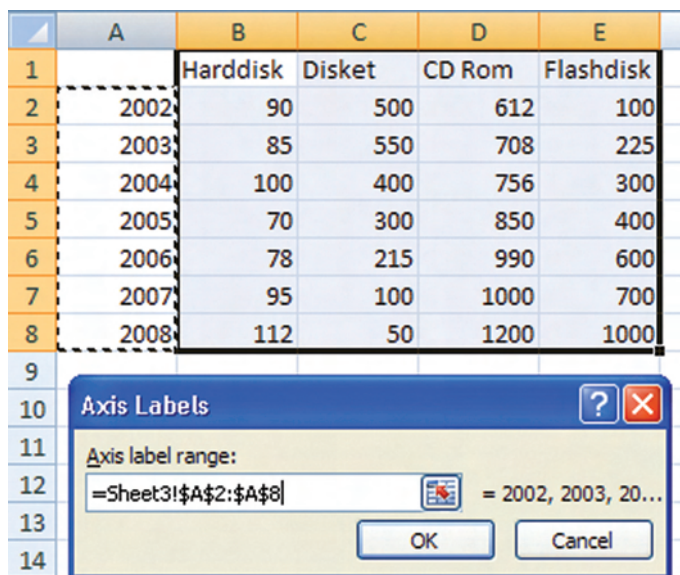 A B C D E
1 Harddisk Disket CD Rom Flashdisk
2 2002 90 500 612 100
3 2003 85 550 708 225
4 2004 100 400 756 300
5 2005 70 300 850 400
6 2006 78 215 990 600
7 2007 95 100 1000 700
8 2008 112 50 1200 1000
9
10 Axis Labels ?
11 Axis label range:
12 =Sheet3!$A$2:$A$8 = 2002, 2003, 20...
13 OK Cancel
14